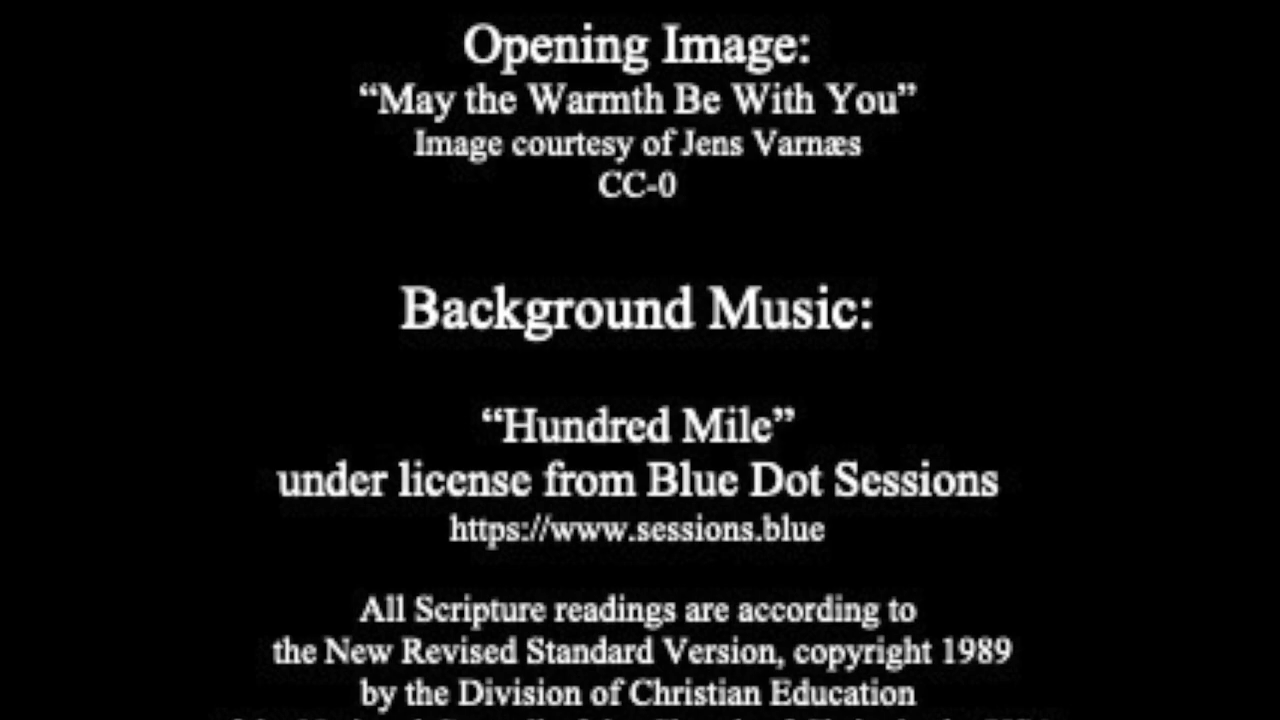 Opening Image:
“May the Warmth Be With You”
Image courtesy of Jens Varnæs
CC-0
Background Music:
“Hundred Mile”
under license from Blue Dot Sessions
https://www.sessions.blue
All Scripture readings are according to
the New Revised Standard Version, copyright 1989
by the Division of Christian Education